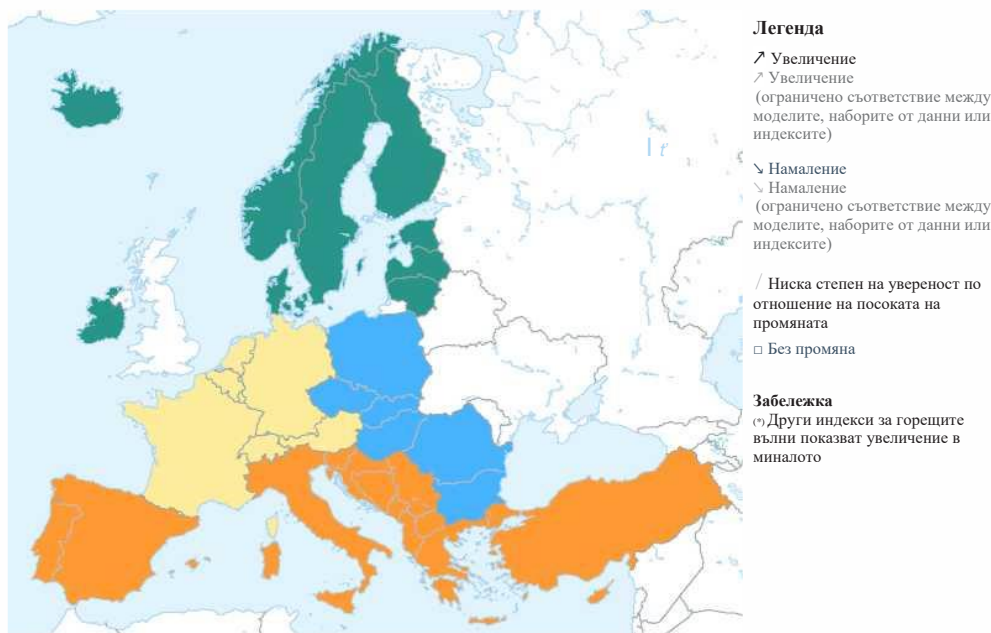 Легенда
↗ Увеличение
↗ Увеличение
(ограничено съответствие между
моделите, наборите от данни или
индексите)
↘ Намаление
↘ Намаление
(ограничено съответствие между
моделите, наборите от данни или
индексите)
/ Ниска степен на увереност по
отношение на посоката на
промяната
□ Без промяна
Забележка
(*) Други индекси за горещите
вълни показват увеличение в
миналото